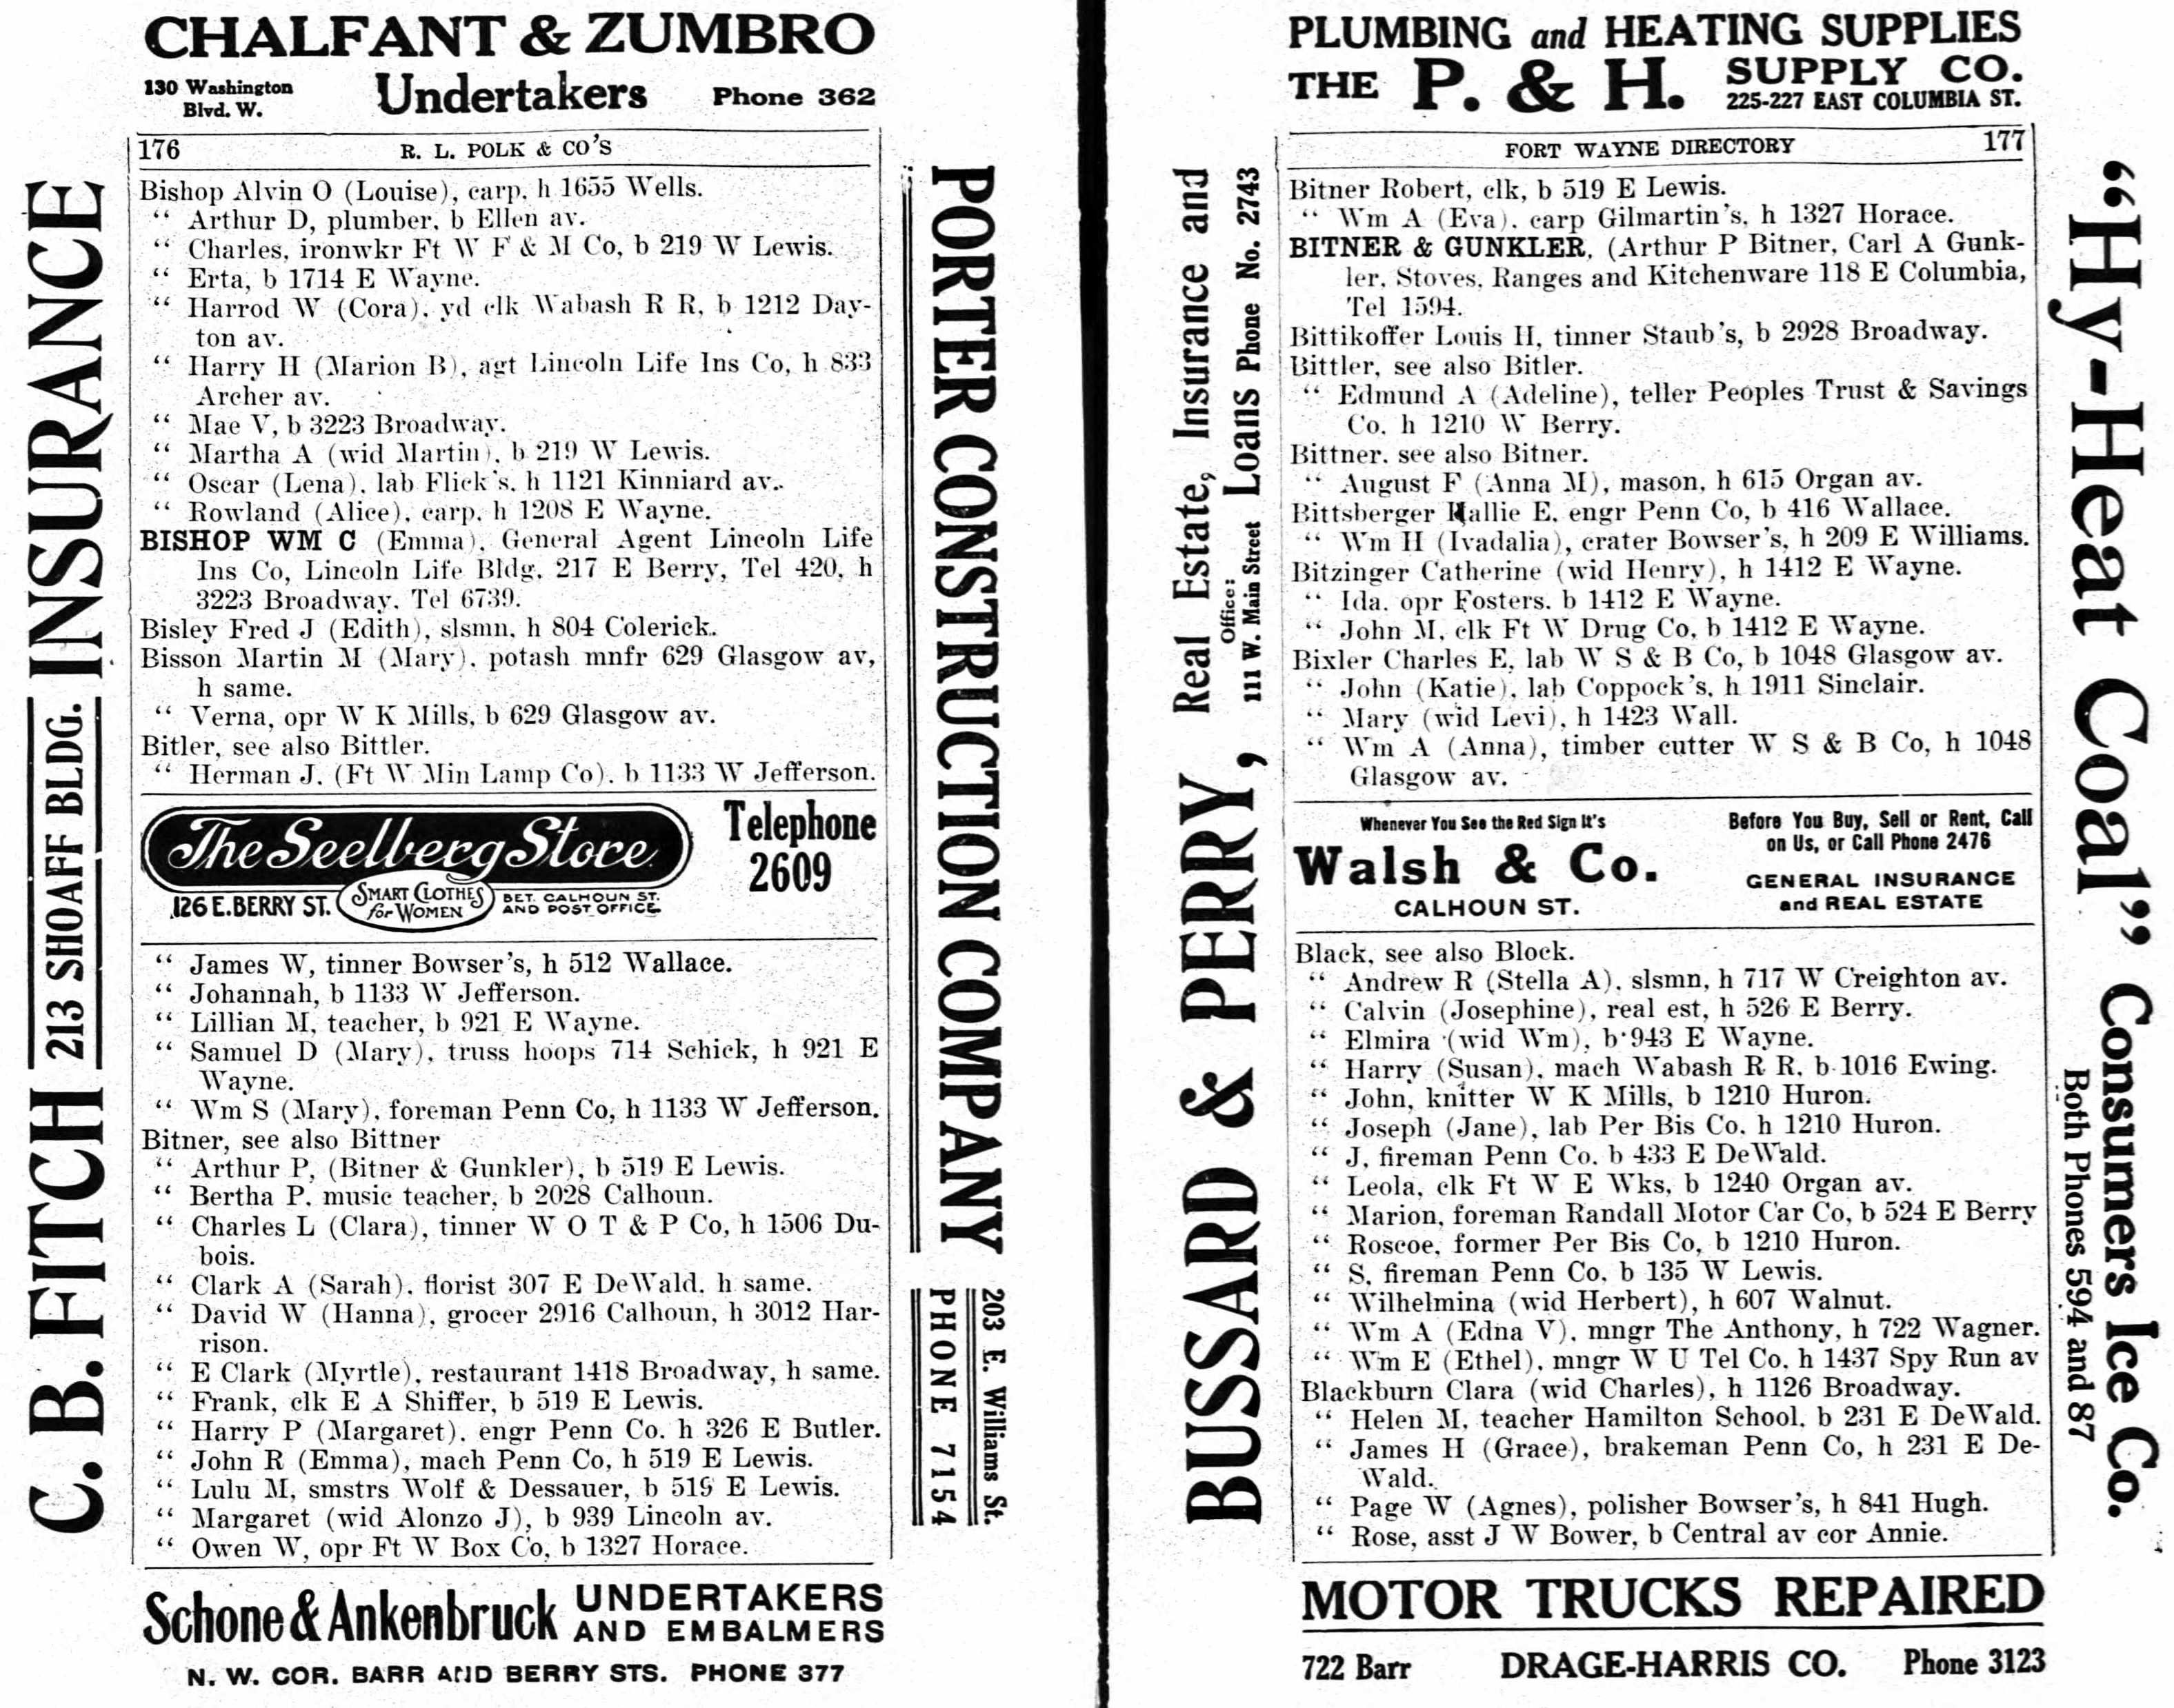 CHALFANT & ZUMBRO
130 Washington Blvd. W.
Undertakers
Phone 362
176 R. L. POLK & CO'S
C. B. FITCH 213 SHOAFF BLDG. INSURANCE
Bishop Alvin O (Louise), carp, h 1655 Wells.
“ Arthur D, plumber, b Ellen av.
“ Charles, ironwkr Ft W F & M Co, b 219 W Lewis.
“ Erta, b 1714 E Wayne.
“ Harrod W (Cora), yd clk Wabash R R, b 1212 Day-
ton av.
“ Harry H (Marion B), agt Lincoln Life Ins Co, h 833
Archer av.
“ Mae V, b 3223 Broadway.
“ Martha A (wid Martin), b 219 W Lewis.
“ Oscar (Lena), lab Flick's, h 1121 Kinniard av.
“ Rowland (Alice), carp, h 1208 E Wayne.
BISHOP WM C (Emma), General Agent Lincoln Life
Ins Co, Lincoln Life Bldg, 217 E Berry, Tel 420, h
3223 Broadway, Tel 6739.
Bisley Fred J (Edith), slsmn, h 804 Colerick.
Bisson Martin M (Mary), potash mnfr 629 Glasgow av,
h same.
“ Verna, opr W K Mills, b 629 Glasgow av.
Bitler, see also Bittler.
“ Herman J, (Ft W Min Lamp Co), b 1133 W Jefferson.
The Seelberg Store
Telephone
2609
126 E. BERRY ST.
SMART CLOTHES
for WOMEN
BET. CALHOUN ST.
AND POST OFFICE
“ James W, tinner Bowser's, h 512 Wallace.
“ Johannah, b 1133 W Jefferson.
“ Lillian M, teacher, b 921 E Wayne.
“ Samuel D (Mary), truss hoops 714 Schick, h 921 E
Wayne.
“ Wm S (Mary), foreman Penn Co, h 1133 W Jefferson.
Bitner, see also Bittner
“ Arthur P, (Bitner & Gunkler), b 519 E Lewis.
“ Bertha P, music teacher, b 2028 Calhoun.
“ Charles L (Clara), tinner W O T & P Co, h 1506 Du-
bois.
“ Clark A (Sarah), florist 307 E DeWald, h same.
“ David W (Hanna), grocer 2916 Calhoun, h 3012 Har-
rison.
“ E Clark (Myrtle), restaurant 1418 Broadway, h same.
“ Frank, clk E A Shiffer, b 519 E Lewis.
“ Harry P (Margaret), engr Penn Co, h 326 E Butler.
“ John R (Emma), mach Penn Co, h 519 E Lewis.
“ Lulu M, smstrs Wolf & Dessauer, b 519 E Lewis.
“ Margaret (wid Alonzo J), b 939 Lincoln av.
“ Owen W, opr Ft W Box Co, b 1327 Horace.
PORTER CONSTRUCTION COMPANY
203 E. Williams St.
PHONE 7154
Schone & Ankenbruck
UNDERTAKERS
AND EMBALMERS
N. W. COR. BARR AND BERRY STS. PHONE 377
PLUMBING and HEATING SUPPLIES
THE P. & H. SUPPLY CO.
225-227 EAST COLUMBIA ST.
FORT WAYNE DIRECTORY 177
BUSSARD & PERRY, Real Estate, Insurance and
Office:
111 W. Main Street Loans Phone No. 2743
Bitner Robert, clk, b 519 E Lewis.
“ Wm A (Eva), carp Gilmartin's, h 1327 Horace.
BITNER & GUNKLER, (Arthur P Bitner, Carl A Gunk-
ler, Stoves, Ranges and Kitchenware 118 E Columbia,
Tel 1594.
Bittikoffer Louis H, tinner Staub's, b 2928 Broadway.
Bittler, see also Bitler.
“ Edmund A (Adeline), teller Peoples Trust & Savings
Co, h 1210 W Berry.
Bittner, see also Bitner.
“ August F (Anna M), mason, h 615 Organ av.
Bittsberger Hallie E, engr Penn Co, b 416 Wallace.
“ Wm H (Ivadalia), crater Bowser's, h 209 E Williams.
Bitzinger Catherine (wid Henry), h 1412 E Wayne.
“ Ida, opr Fosters, b 1412 E Wayne.
“ John M, clk Ft W Drug Co, b 1412 E Wayne.
Bixler Charles E, lab W S & B Co, b 1048 Glasgow av.
“ John (Katie), lab Coppock's, h 1911 Sinclair.
“ Mary (wid Levi), h 1423 Wall.
“ Wm A (Anna), timber cutter W S & B Co, h 1048
Glasgow av.
Whenever You See the Red Sign It's
Walsh & Co.
CALHOUN ST.
Before You Buy, Sell or Rent, Call
on Us, or Call Phone 2476
GENERAL INSURANCE
and REAL ESTATE
Black, see also Block.
“ Andrew R (Stella A), slsmn, h 717 W Creighton av.
“ Calvin (Josephine), real est, h 526 E Berry.
“ Elmira (wid Wm), b 943 E Wayne.
“ Harry (Susan), mach Wabash R R, b 1016 Ewing.
“ John, knitter W K Mills, b 1210 Huron.
“ Joseph (Jane), lab Per Bis Co, h 1210 Huron.
“ J, fireman Penn Co, b 433 E DeWald.
“ Leola, clk Ft W E Wks, b 1240 Organ av.
“ Marion, foreman Randall Motor Car Co, b 524 E Berry
“ Roscoe, former Per Bis Co, b 1210 Huron.
“ S, fireman Penn Co, b 135 W Lewis.
“ Wilhelmina (wid Herbert), h 607 Walnut.
“ Wm A (Edna V), mngr The Anthony, h 722 Wagner.
“ Wm E (Ethel), mngr W U Tel Co, h 1437 Spy Run av
Blackburn Clara (wid Charles), h 1126 Broadway.
“ Helen M, teacher Hamilton School, b 231 E DeWald.
“ James H (Grace), brakeman Penn Co, h 231 E De-
Wald.
“ Page W (Agnes), polisher Bowser's, h 841 Hugh.
“ Rose, asst J W Bower, b Central av cor Annie.
“Hy-Heat Coal” Consumers Ice Co.
Both Phones 594 and 87
MOTOR TRUCKS REPAIRED
722 Barr DRAGE-HARRIS CO. Phone 3123